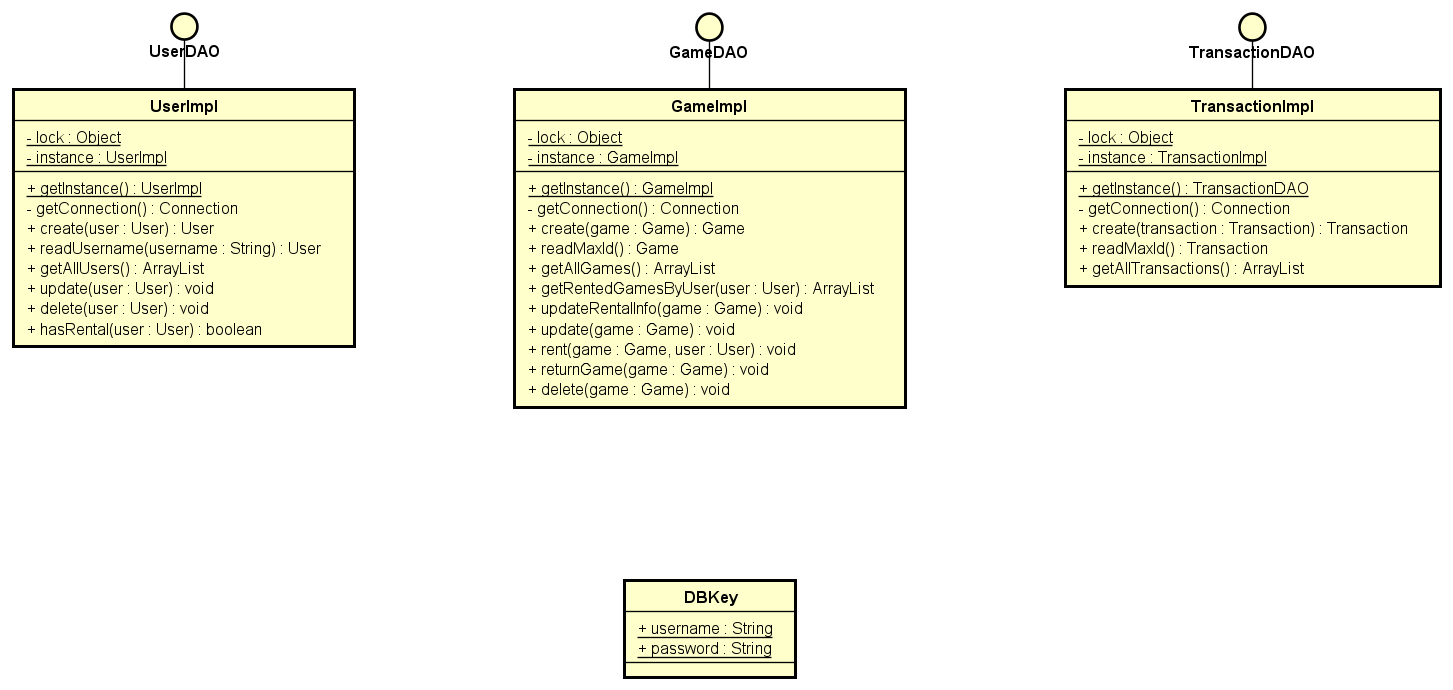 UserDAO
UserImpl
- lock : Object
- instance : UserImpl
+ getInstance() : UserImpl
- getConnection() : Connection
+ create(user : User) : User
+ readUsername(username : String) : User
+ getAllUsers() : ArrayList
+ update(user : User) : void
+ delete(user : User) : void
+ hasRental(user : User) : boolean
GameDAO
GameImpl
- lock : Object
- instance : GameImpl
+ getInstance() : GameImpl
- getConnection() : Connection
+ create(game : Game) : Game
+ readMaxId() : Game
+ getAllGames() : ArrayList
+ getRentedGamesByUser(user : User) : ArrayList
+ updateRentalInfo(game : Game) : void
+ update(game : Game) : void
+ rent(game : Game, user : User) : void
+ returnGame(game : Game) : void
+ delete(game : Game) : void
TransactionDAO
TransactionImpl
- lock : Object
- instance : TransactionImpl
+ getInstance() : TransactionDAO
- getConnection() : Connection
+ create(transaction : Transaction) : Transaction
+ readMaxId() : Transaction
+ getAllTransactions() : ArrayList
DBKey
+ username : String
+ password : String